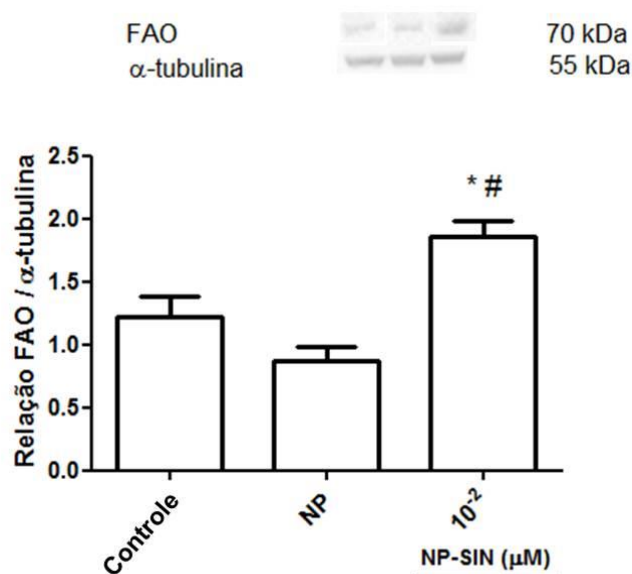 FAO 70 kDa
α-tubulina 55 kDa
Relação FAO / α-tubulina
2.5
* #
2.0
1.5
1.0
0.5
0.0
Controle
NP
10⁻²
NP-SIN (μM)